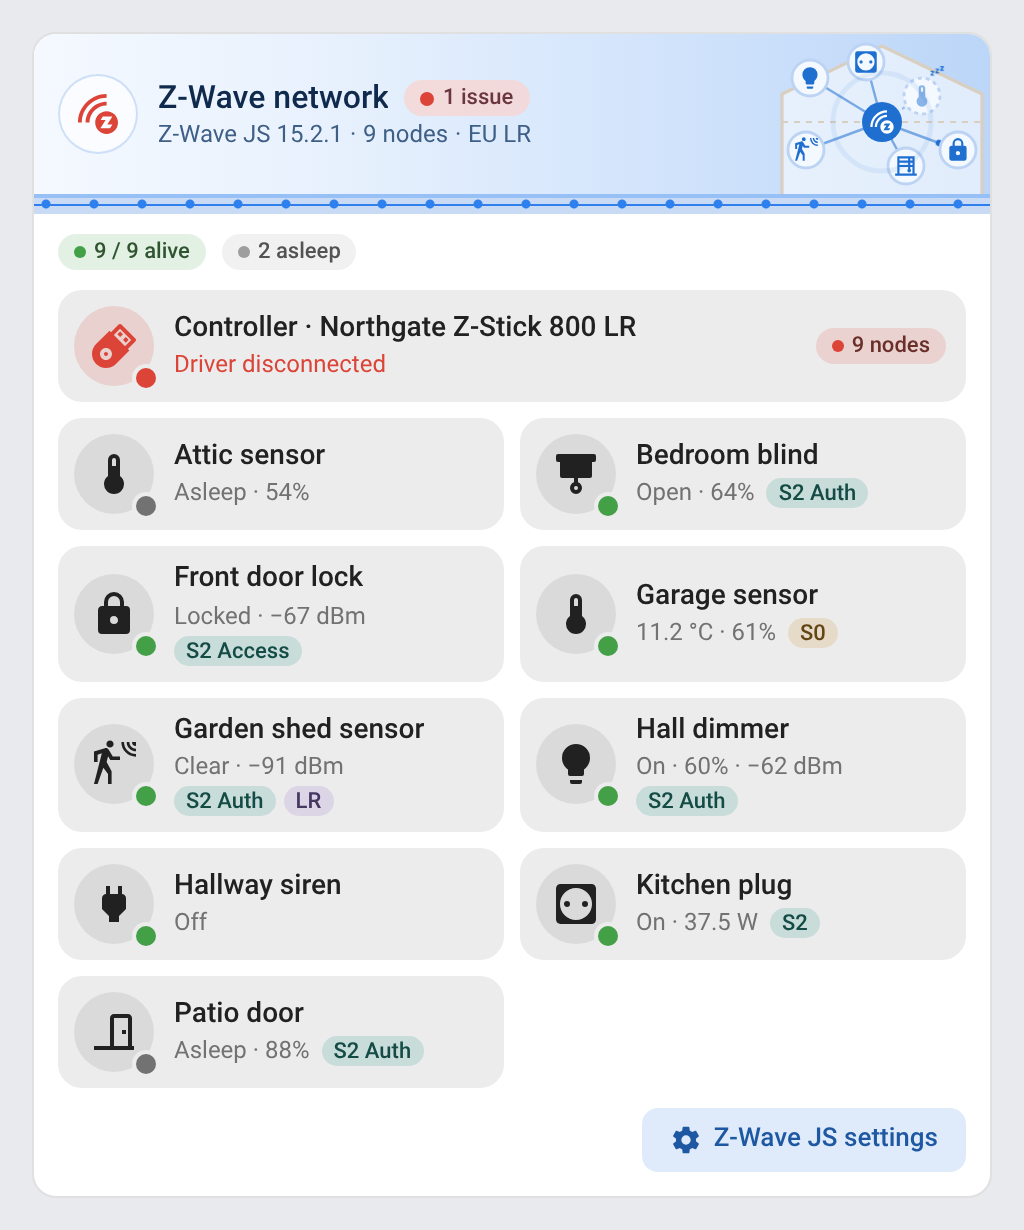 Z-Wave network
1 issue
Z-Wave JS 15.2.1 · 9 nodes · EU LR
zzz
9 / 9 alive
2 asleep
Controller · Northgate Z-Stick 800 LR
Driver disconnected
9 nodes
Attic sensor
Asleep · 54%
Bedroom blind
Open · 64% S2 Auth
Front door lock
Locked · −67 dBm
S2 Access
Garage sensor
11.2 °C · 61% S0
Garden shed sensor
Clear · −91 dBm
S2 Auth LR
Hall dimmer
On · 60% · −62 dBm
S2 Auth
Hallway siren
Off
Kitchen plug
On · 37.5 W S2
Patio door
Asleep · 88% S2 Auth
Z-Wave JS settings